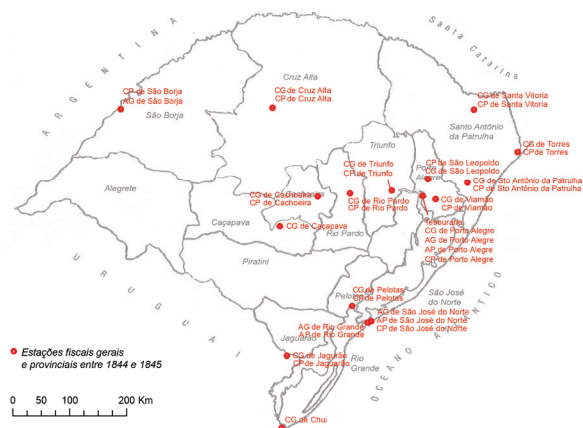 Santa Catarina
ARGENTINA
Cruz Alta
CG de Cruz Alta
CP de Cruz Alta
CP de São Borja
AG de São Borja
São Borja
CG de Santa Vitoria
CP de Santa Vitoria
Santo Antônio
da Patrulha
CG de Torres
CP de Torres
Triunfo
CG de Triunfo
CP de Triunfo
Porto
Alegre
CP de São Leopoldo
CG de São Leopoldo
CG de Sto Antônio da Patrulha
CP de Sto Antônio da Patrulha
Alegrete
CG de Cachoeira
CP de Cachoeira
Cachoeira
CG de Rio Pardo
CP de Rio Pardo
CG de Viamão
CP de Viamão
Caçapava
CG de Caçapava
Rio Pardo
Tesouraria
CG de Porto Alegre
AG de Porto Alegre
AP de Porto Alegre
CP de Porto Alegre
Piratini
URUGUAI
CG de Pelotas
CP de Pelotas
Pelotas
São José
do Norte
AG de São José do Norte
AP de São José do Norte
CP de São José do Norte
AG de Rio Grande
AP de Rio Grande
OCEANO ATLÂNTICO
Jaguarão
CG de Jagurão
CP de Jaguarão
Rio
Grande
Estações fiscais gerais
e provinciais entre 1844 e 1845
0 50 100 200 Km
CG de Chui